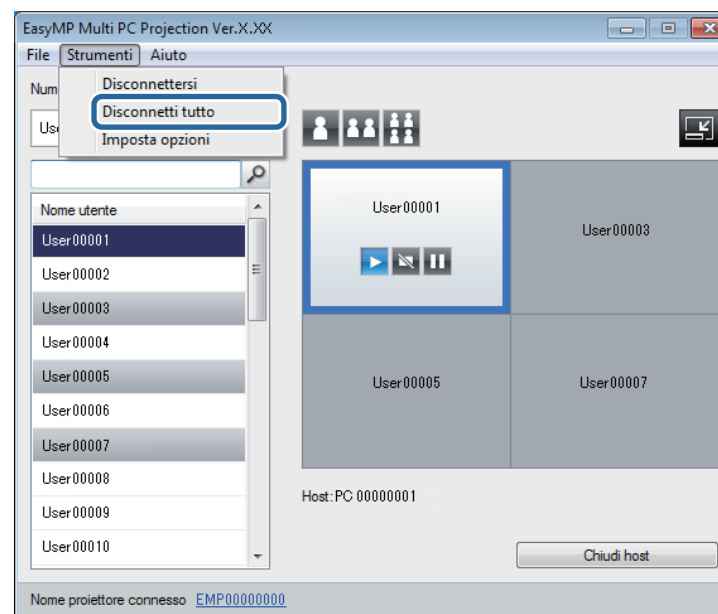 EasyMP Multi PC Projection Ver.X.XX
File Strumenti Aiuto
Num
Disconnettersi
Disconnetti tutto
Imposta opzioni
Nome utente
User00001
User00002
User00003
User00004
User00005
User00006
User00007
User00008
User00009
User00010
User00001
User00003
User00005
User00007
Host:PC 00000001
Chiudi host
Nome proiettore connesso EMP00000000